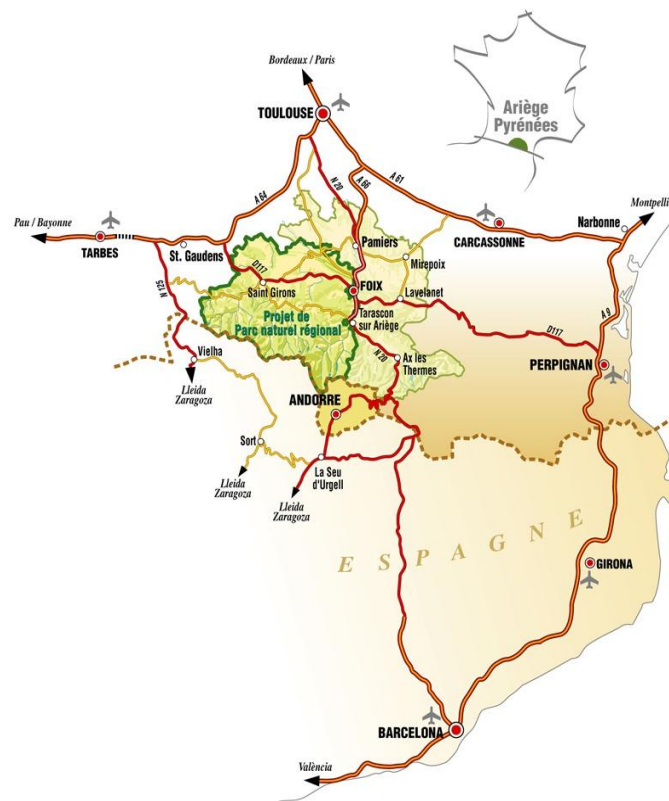 Bordeaux / Paris
TOULOUSE
Ariège
Pyrénées
A 64
N 20
A 66
A 61
Montpelli
Pau / Bayonne
TARBES
St. Gaudens
Pamiers
CARCASSONNE
Narbonne
Mirepoix
D117
Saint Girons
FOIX
Lavelanet
N 125
Projet de
Parc naturel régional
Tarascon
sur Ariège
D117
A 9
Vielha
N 20
Ax les
Thermes
PERPIGNAN
Lleida
Zaragoza
ANDORRE
Sort
La Seu
d'Urgell
Lleida
Zaragoza
Lleida
Zaragoza
ESPAGNE
GIRONA
BARCELONA
València